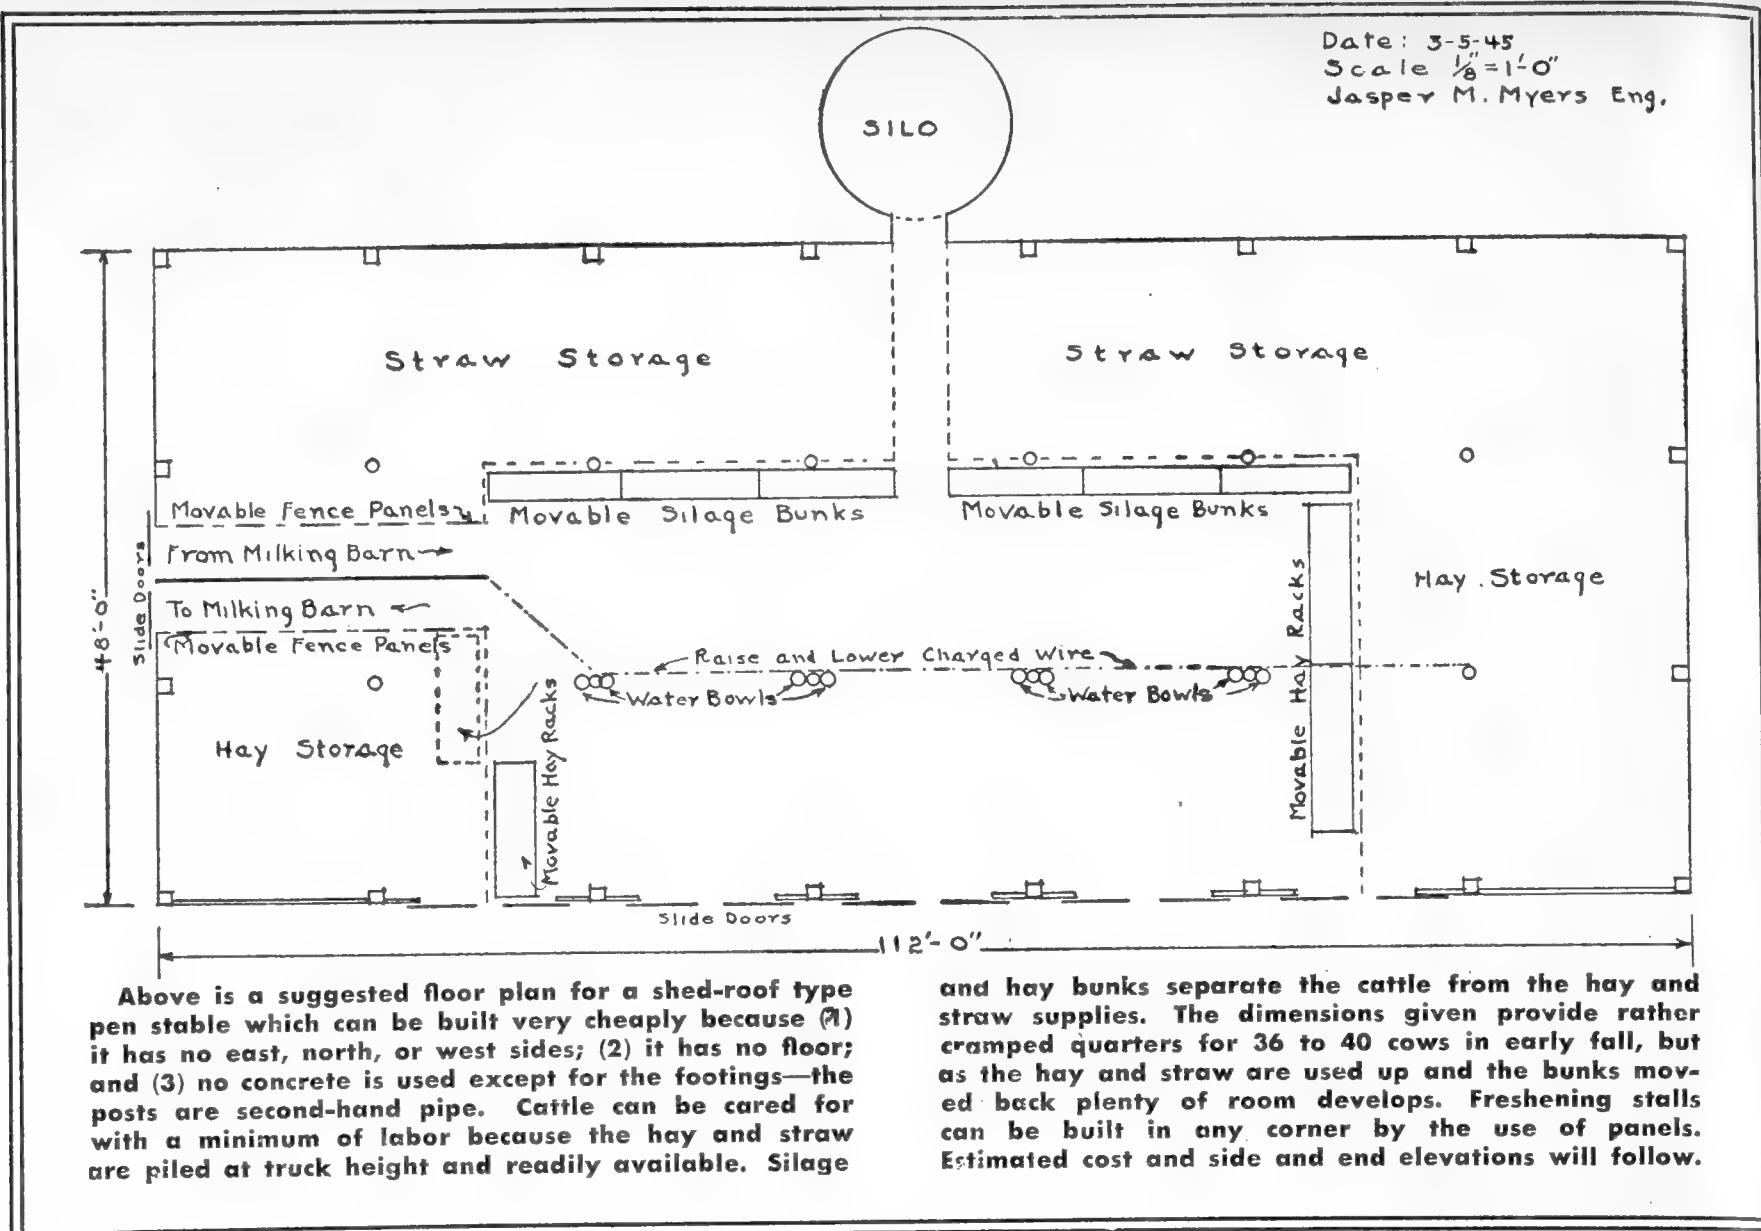 Date: 3-5-45
Scale 1/8"=1'-0"
Jasper M. Myers Eng.
SILO
Straw Storage
Straw Storage
Movable Fence Panels
Movable Silage Bunks
Movable Silage Bunks
From Milking Barn
To Milking Barn
Movable Fence Panels
Slide Doors
48'-0"
Hay Storage
Raise and Lower Charged Wire
Water Bowls
Water Bowls
Movable Hay Racks
Hay Storage
Movable Hay Racks
Slide Doors
112'-0"
Above is a suggested floor plan for a shed-roof type
pen stable which can be built very cheaply because (1)
it has no east, north, or west sides; (2) it has no floor;
and (3) no concrete is used except for the footings—the
posts are second-hand pipe. Cattle can be cared for
with a minimum of labor because the hay and straw
are piled at truck height and readily available. Silage
and hay bunks separate the cattle from the hay and
straw supplies. The dimensions given provide rather
cramped quarters for 36 to 40 cows in early fall, but
as the hay and straw are used up and the bunks mov-
ed back plenty of room develops. Freshening stalls
can be built in any corner by the use of panels.
Estimated cost and side and end elevations will follow.